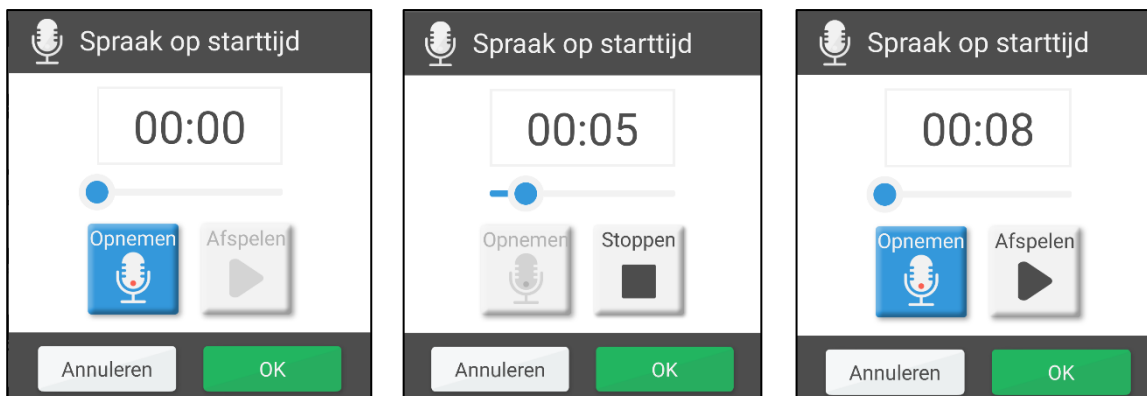 Spraak op starttijd
00:00
Opnemen Afspelen
Annuleren OK
Spraak op starttijd
00:05
Opnemen Stoppen
Annuleren OK
Spraak op starttijd
00:08
Opnemen Afspelen
Annuleren OK